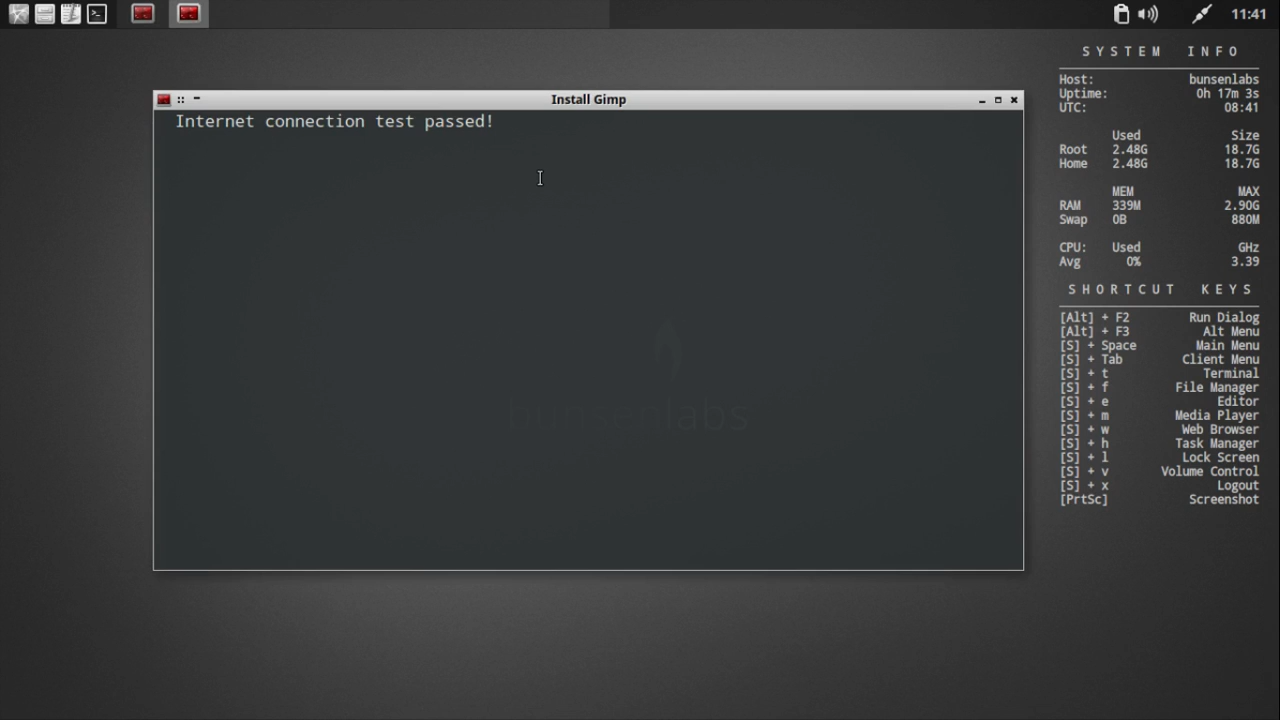 11:41
Install Gimp
Internet connection test passed!
bunsenlabs
SYSTEM INFO
Host: bunsenlabs
Uptime: 0h 17m 3s
UTC: 08:41
Used Size
Root 2.48G 18.7G
Home 2.48G 18.7G
MEM MAX
RAM 339M 2.90G
Swap 0B 880M
CPU: Used GHz
Avg 0% 3.39
SHORTCUT KEYS
[Alt] + F2 Run Dialog
[Alt] + F3 Alt Menu
[S] + Space Main Menu
[S] + Tab Client Menu
[S] + t Terminal
[S] + f File Manager
[S] + e Editor
[S] + m Media Player
[S] + w Web Browser
[S] + h Task Manager
[S] + l Lock Screen
[S] + v Volume Control
[S] + x Logout
[PrtSc] Screenshot